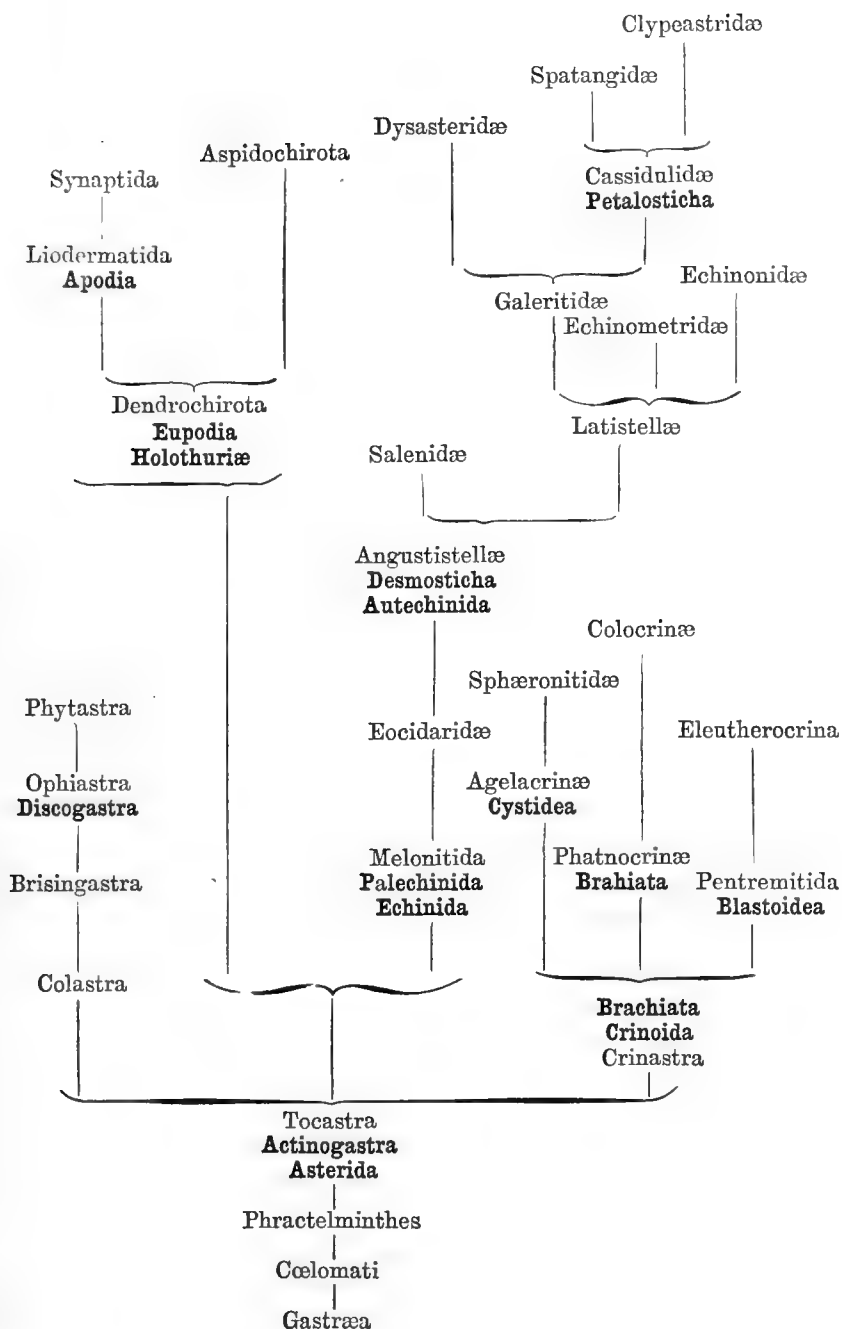 Clypeastridæ
Spatangidæ
Dysasteridæ
Aspidochirota
Synaptida
Cassidulidæ
Petalosticha
Liodermatida
Apodia
Echinonidæ
Galeritidæ
Echinometridæ
Dendrochirota
Eupodia
Holothuriæ
Latistellæ
Salenidæ
Angustistellæ
Desmosticha
Autechinida
Colocrinæ
Sphæronitidæ
Phytastra
Eocidaridæ
Eleutherocrina
Ophiastra
Discogastra
Agelacrinæ
Cystidea
Melonitida
Palechinida
Echinida
Phatnocrinæ
Brahiata
Brisingastra
Pentremitida
Blastoidea
Colastra
Brachiata
Crinoida
Crinastra
Tocastra
Actinogastra
Asterida
Phractelminthes
Cœlomati
Gastræa